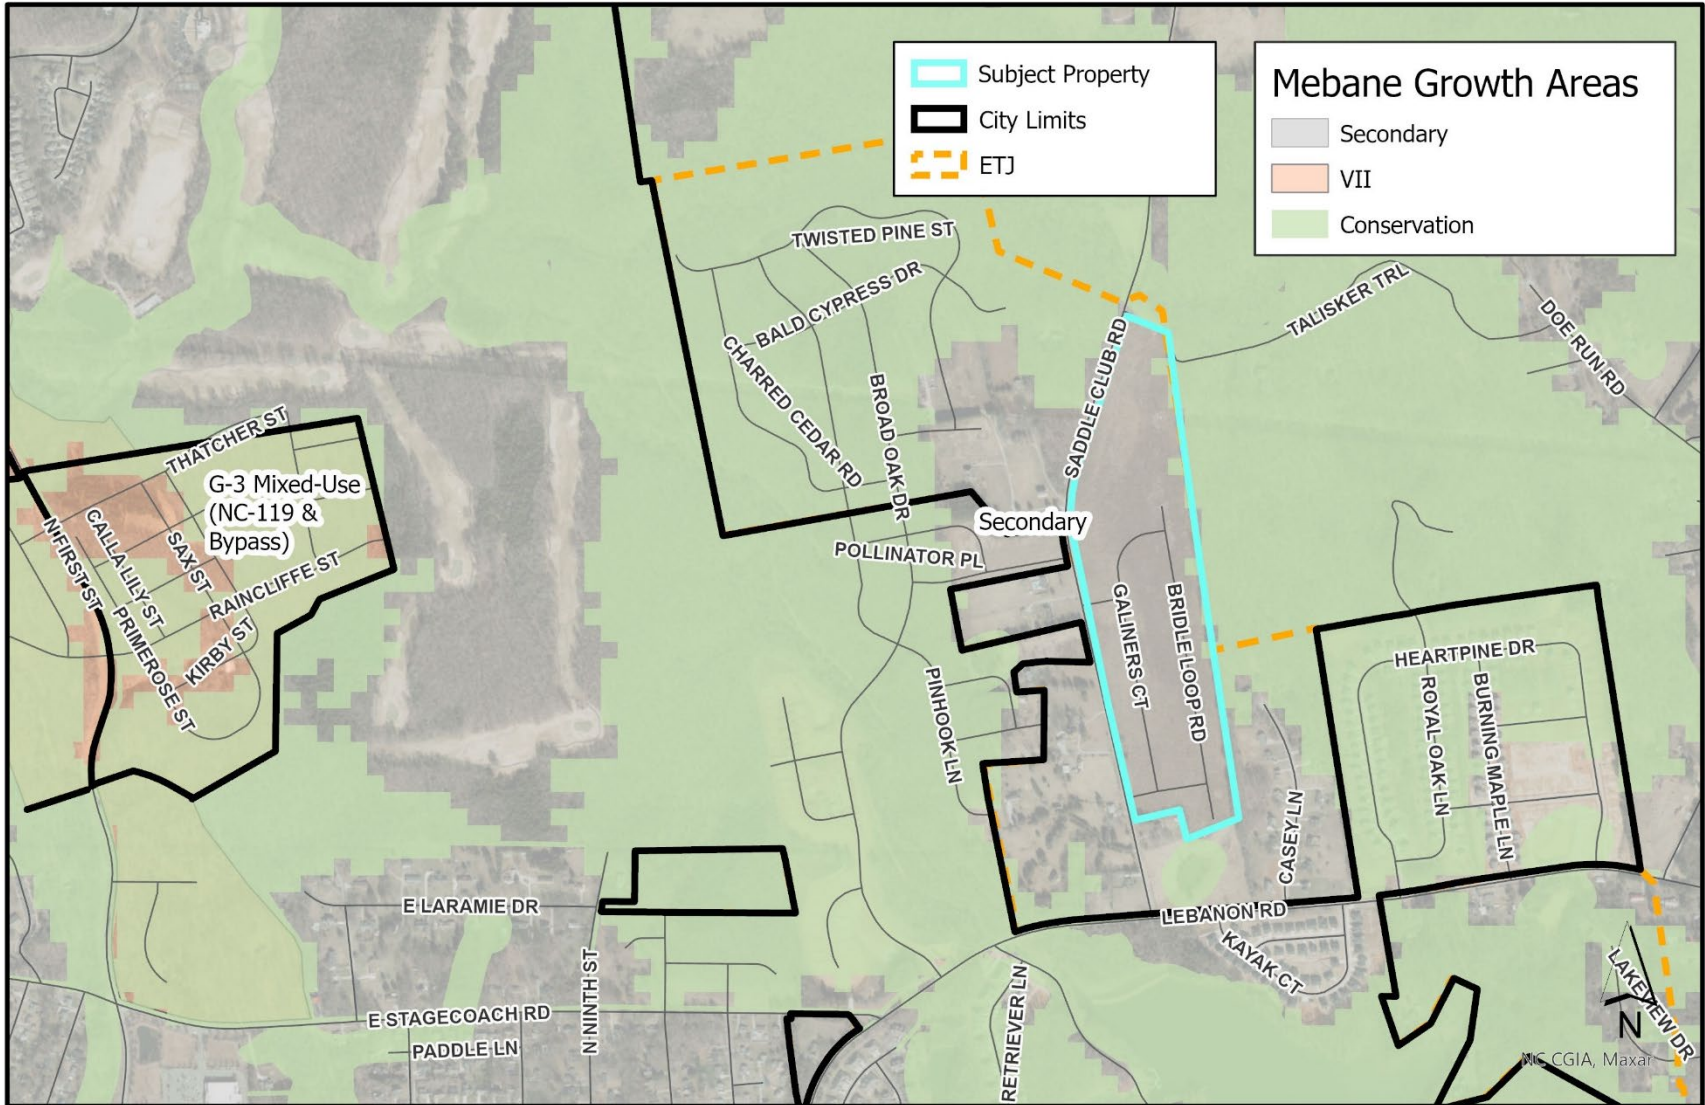 Subject Property
City Limits
ETJ
Mebane Growth Areas
Secondary
VII
Conservation
TWISTED PINE ST
BALD CYPRESS DR
CHARRED CEDAR RD
BROAD OAK DR
SADDLE CLUB RD
TALISKER TRL
DOE RUN RD
THATCHER ST
G-3 Mixed-Use
(NC-119 &
Bypass)
N FIRST ST
CALLA LILY ST
SAX ST
RAINCLIFFE ST
PRIMEROSE ST
KIRBY ST
Secondary
POLLINATOR PL
GALINERS CT
BRIDLE LOOP RD
PINHOOK LN
HEARTPINE DR
ROYAL OAK LN
BURNING MAPLE LN
CASEY LN
E LARAMIE DR
LEBANON RD
KAYAK CT
N NINTH ST
E STAGECOACH RD
PADDLE LN
RETRIEVER LN
LAKEVIEW DR
N
NC CGIA, Maxar